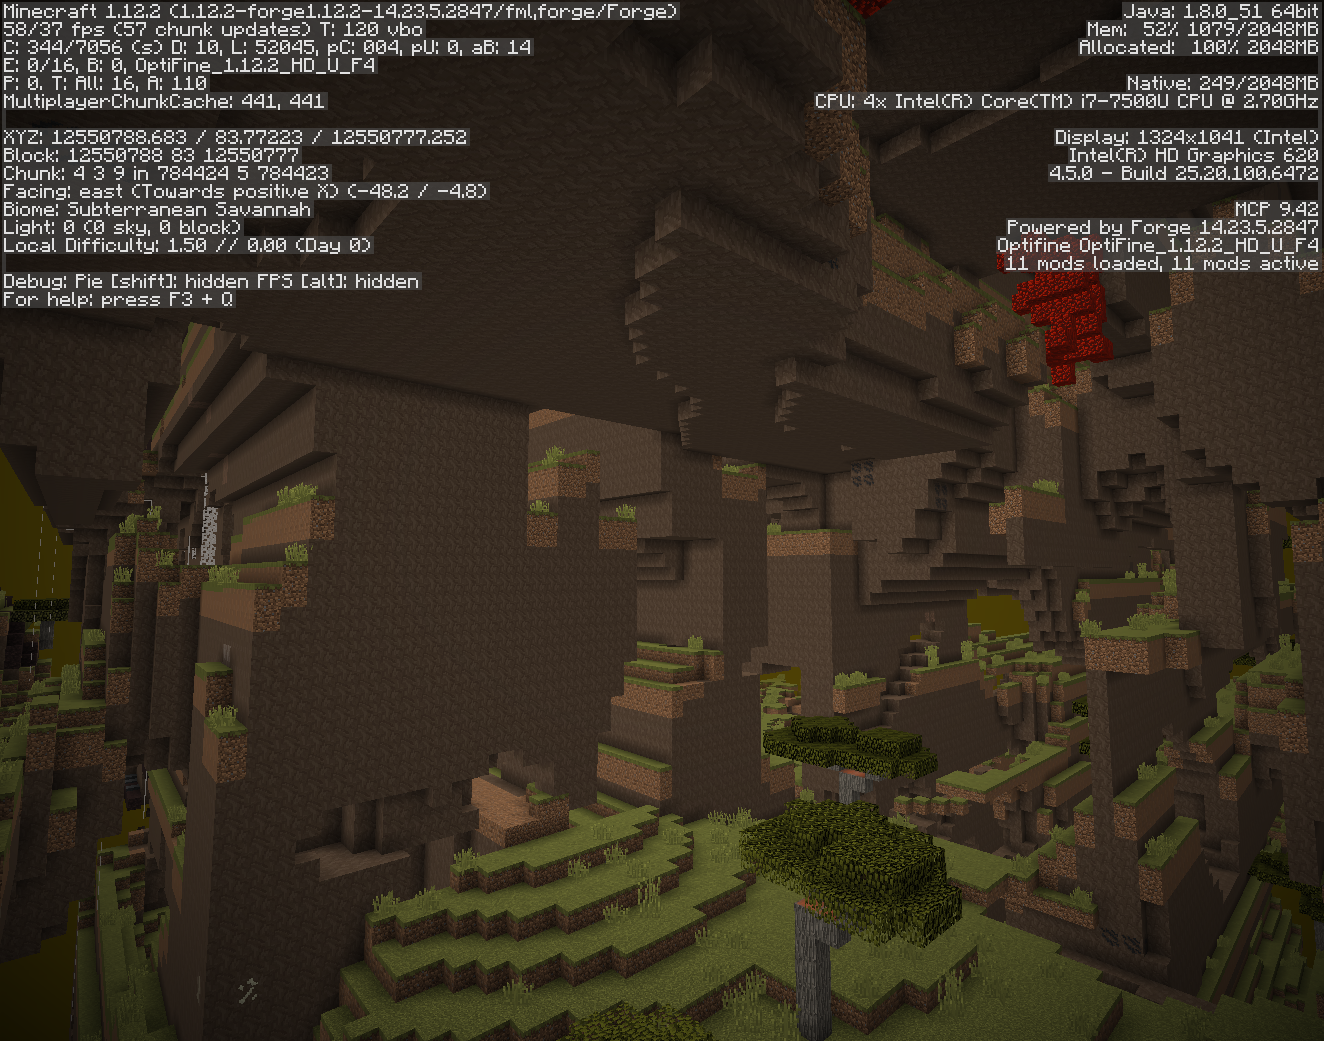 Minecraft 1.12.2 (1.12.2-forge1.12.2-14.23.5.2847/fml,forge/Forge)
58/37 fps (57 chunk updates) T: 120 vbo
C: 344/7056 (s) D: 10, L: 52045, pC: 004, pU: 0, aB: 14
E: 0/16, B: 0, OptiFine_1.12.2_HD_U_F4
P: 0. T: All: 16, A: 110
MultiplayerChunkCache: 441, 441
XYZ: 12550788.683 / 83.77223 / 12550777.252
Block: 12550788 83 12550777
Chunk: 4 3 9 in 784424 5 784423
Facing: east (Towards positive X) (-48.2 / -4.8)
Biome: Subterranean Savannah
Light: 0 (0 sky, 0 block)
Local Difficulty: 1.50 // 0.00 (Day 0)
Debug: Pie [shift]: hidden FPS [alt]: hidden
For help: press F3 + Q
Java: 1.8.0_51 64bit
Mem: 52% 1079/2048MB
Allocated: 100% 2048MB
Native: 249/2048MB
CPU: 4x Intel(R) Core(TM) i7-7500U CPU @ 2.70GHz
Display: 1324x1041 (Intel)
Intel(R) HD Graphics 620
4.5.0 - Build 25.20.100.6472
MCP 9.42
Powered by Forge 14.23.5.2847
Optifine OptiFine_1.12.2_HD_U_F4
11 mods loaded, 11 mods active